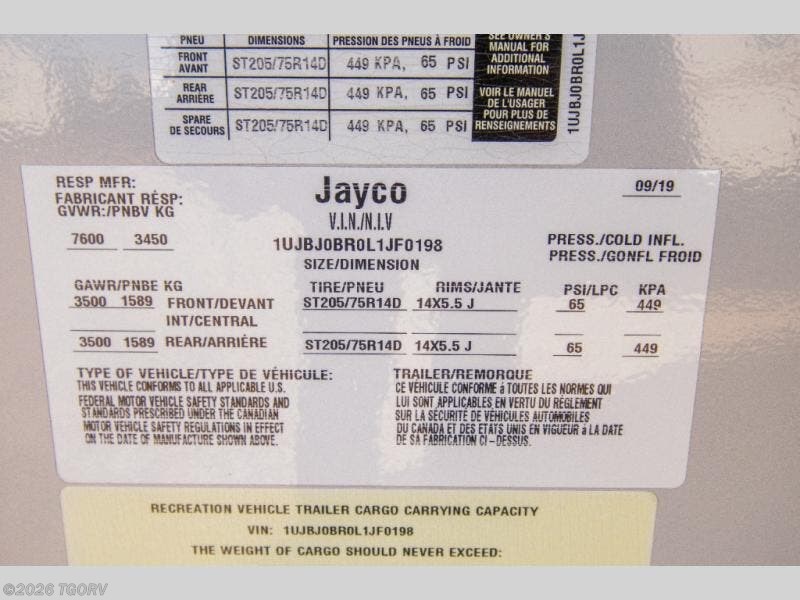 PNEU DIMENSIONS PRESSION DES PNEUS À FROID
FRONT
AVANT ST205/75R14D 449 KPA, 65 PSI
REAR
ARRIÈRE ST205/75R14D 449 KPA, 65 PSI
SPARE
DE SECOURS ST205/75R14D 449 KPA, 65 PSI
SEE OWNER'S
MANUAL FOR
ADDITIONAL
INFORMATION
VOIR LE MANUEL
DE L'USAGER
POUR PLUS DE
RENSEIGNEMENTS
1UJBJ0BR0L1J
RESP MFR:
FABRICANT RÉSP:
GVWR:/PNBV KG
7600 3450
Jayco
V.I.N./N.I.V
1UJBJ0BR0L1JF0198
SIZE/DIMENSION
09/19
PRESS./COLD INFL.
PRESS./GONFL FROID
GAWR/PNBE KG TIRE/PNEU RIMS/JANTE PSI/LPC KPA
3500 1589 FRONT/DEVANT ST205/75R14D 14X5.5 J 65 449
INT/CENTRAL
3500 1589 REAR/ARRIÉRE ST205/75R14D 14X5.5 J 65 449
TYPE OF VEHICLE/TYPE DE VÉHICULE: TRAILER/REMORQUE
THIS VEHICLE CONFORMS TO ALL APPLICABLE U.S.
FEDERAL MOTOR VEHICLE SAFETY STANDARDS AND
STANDARDS PRESCRIBED UNDER THE CANADIAN
MOTOR VEHICLE SAFETY REGULATIONS IN EFFECT
ON THE DATE OF MANUFACTURE SHOWN ABOVE.
CE VÉHICULE CONFORME á TOUTES LES NORMES QUI
LUI SONT APPLICABLES EN VERTU DU RÉGLEMENT
SUR LA SÉCURITÉ DE VÉHICULES AUTOMOBILES
DU CANADA ET DES ÉTATS UNIS EN VIGUEUR á LA DATE
DE SA FABRICATION CI - DESSUS.
RECREATION VEHICLE TRAILER CARGO CARRYING CAPACITY
VIN: 1UJBJ0BR0L1JF0198
THE WEIGHT OF CARGO SHOULD NEVER EXCEED:
©2026 TGORV